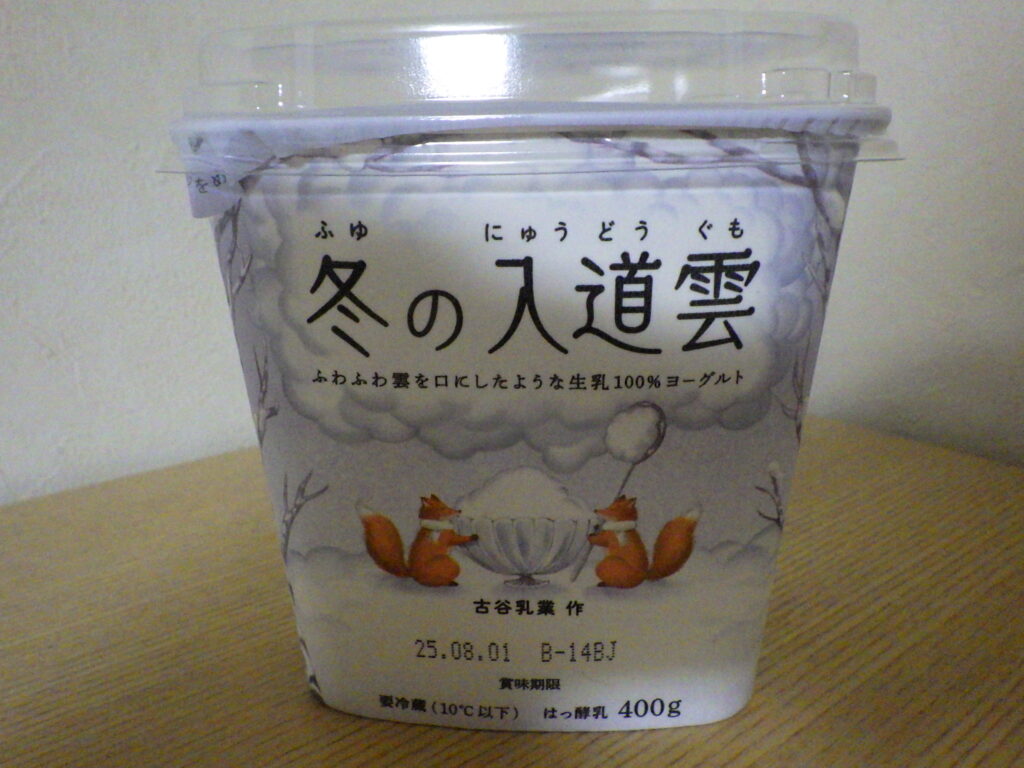 をめ
ふゆ にゅうどうぐも
冬の入道雲
ふわふわ雲を口にしたような生乳100%ヨーグルト
古谷乳業 作
25.08.01 B-14BJ
賞味期限
要冷蔵(10℃以下) はっ酵乳 400g